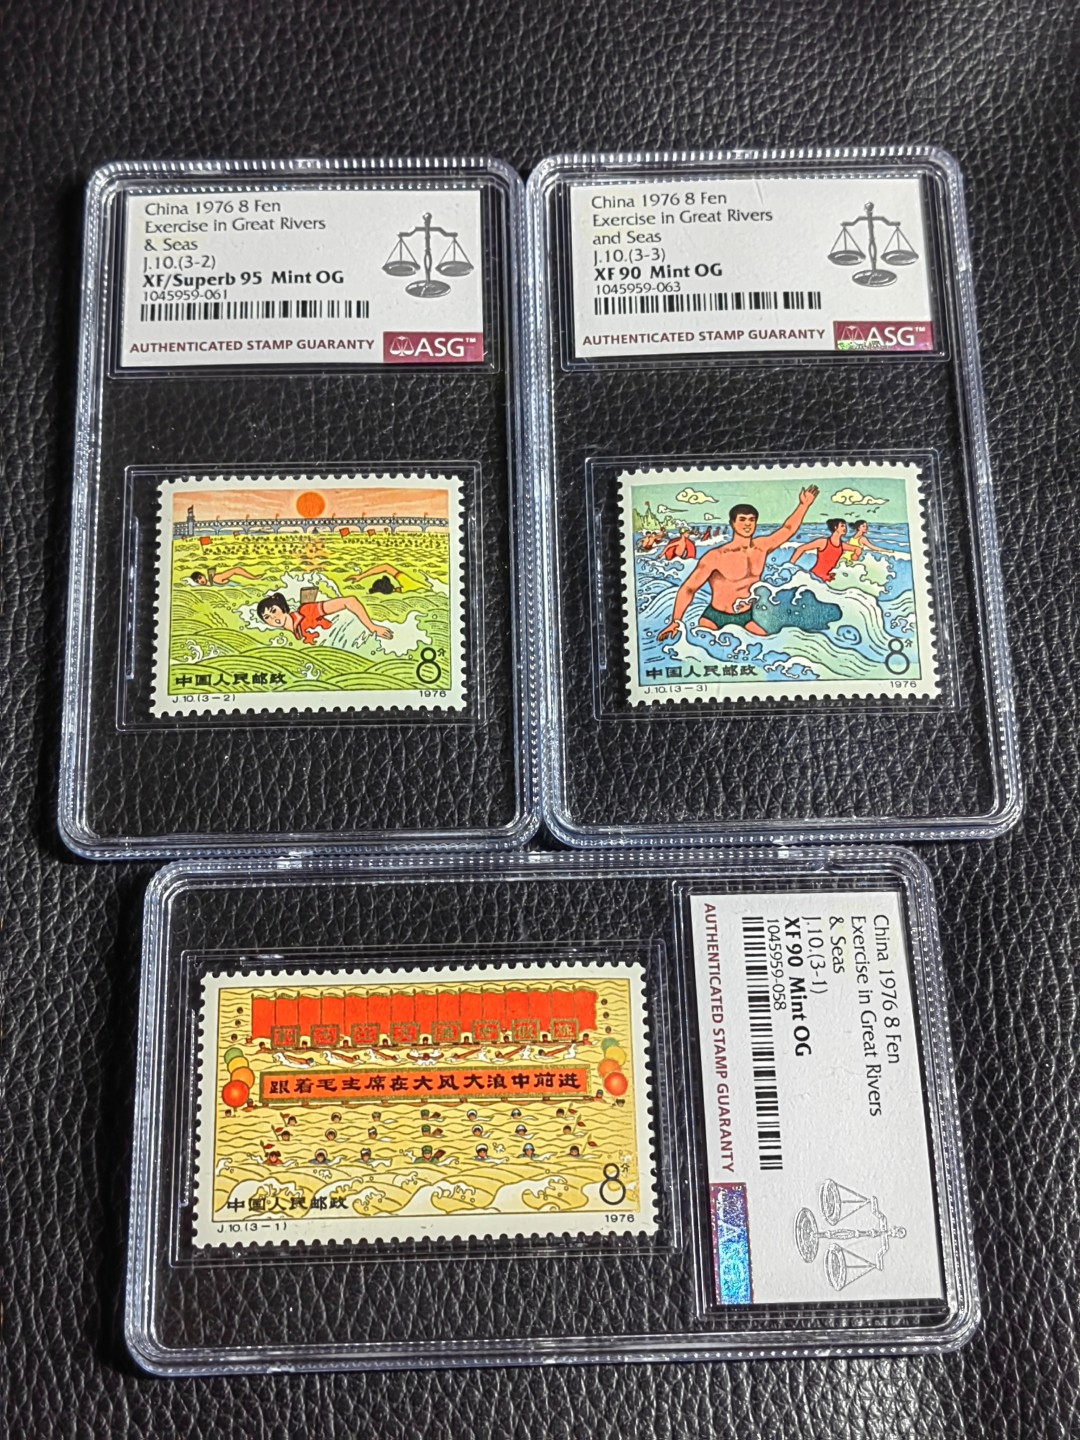 China 1976 8 Fen
Exercise in Great Rivers
& Seas
J.10.(3-2)
XF/Superb 95 Mint OG
1045959-061
AUTHENTICATED STAMP GUARANTY
ASG™
中国人民邮政
8分
J.10.(3-2)
1976
China 1976 8 Fen
Exercise in Great Rivers
and Seas
J.10.(3-3)
XF 90 Mint OG
1045959-063
AUTHENTICATED STAMP GUARANTY
ASG™
中国人民邮政
8分
J.10.(3-3)
1976
跟着毛主席在大风大浪中前进
中国人民邮政
8分
J.10.(3-1)
1976
China 1976 8 Fen
Exercise in Great Rivers
& Seas
J.10.(3-1)
XF 90 Mint OG
1045959-058
AUTHENTICATED STAMP GUARANTY